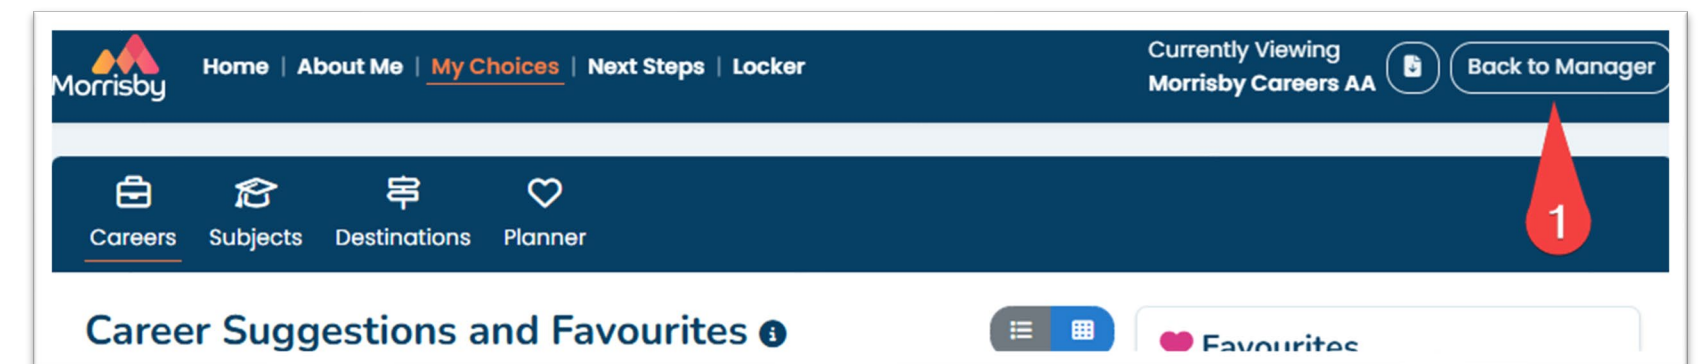 Morrisby
Home | About Me | My Choices | Next Steps | Locker
Currently Viewing
Morrisby Careers AA
Back to Manager
1
Careers Subjects Destinations Planner
Career Suggestions and Favourites
Favourites